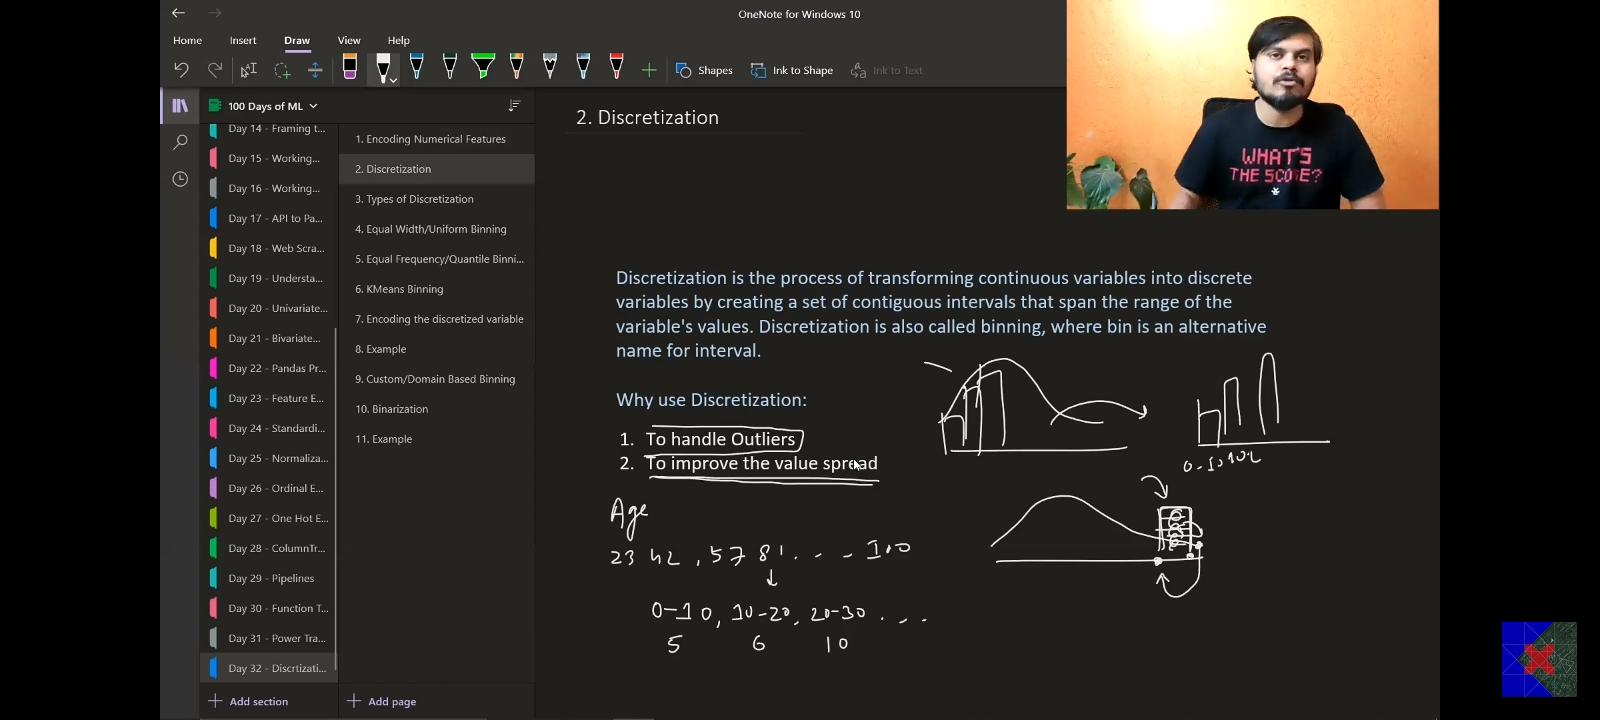 OneNote for Windows 10
Home Insert Draw View Help
Shapes Ink to Shape Ink to Text
100 Days of ML
Day 14 - Framing t...
Day 15 - Working...
Day 16 - Working...
Day 17 - API to Pa...
Day 18 - Web Scra...
Day 19 - Understa...
Day 20 - Univariate...
Day 21 - Bivariate...
Day 22 - Pandas Pr...
Day 23 - Feature E...
Day 24 - Standardi...
Day 25 - Normaliza...
Day 26 - Ordinal E...
Day 27 - One Hot E...
Day 28 - ColumnTr...
Day 29 - Pipelines
Day 30 - Function T...
Day 31 - Power Tra...
Day 32 - Discrtizati...
Add section
1. Encoding Numerical Features
2. Discretization
3. Types of Discretization
4. Equal Width/Uniform Binning
5. Equal Frequency/Quantile Binni...
6. KMeans Binning
7. Encoding the discretized variable
8. Example
9. Custom/Domain Based Binning
10. Binarization
11. Example
Add page
2. Discretization
WHAT'S
THE SCORE?
Discretization is the process of transforming continuous variables into discrete
variables by creating a set of contiguous intervals that span the range of the
variable's values. Discretization is also called binning, where bin is an alternative
name for interval.
Why use Discretization:
1. To handle Outliers
2. To improve the value spread
Age
23 42, 57 81 . - - 100
0-10, 10-20, 20-30 . - .
5 6 10
0-10